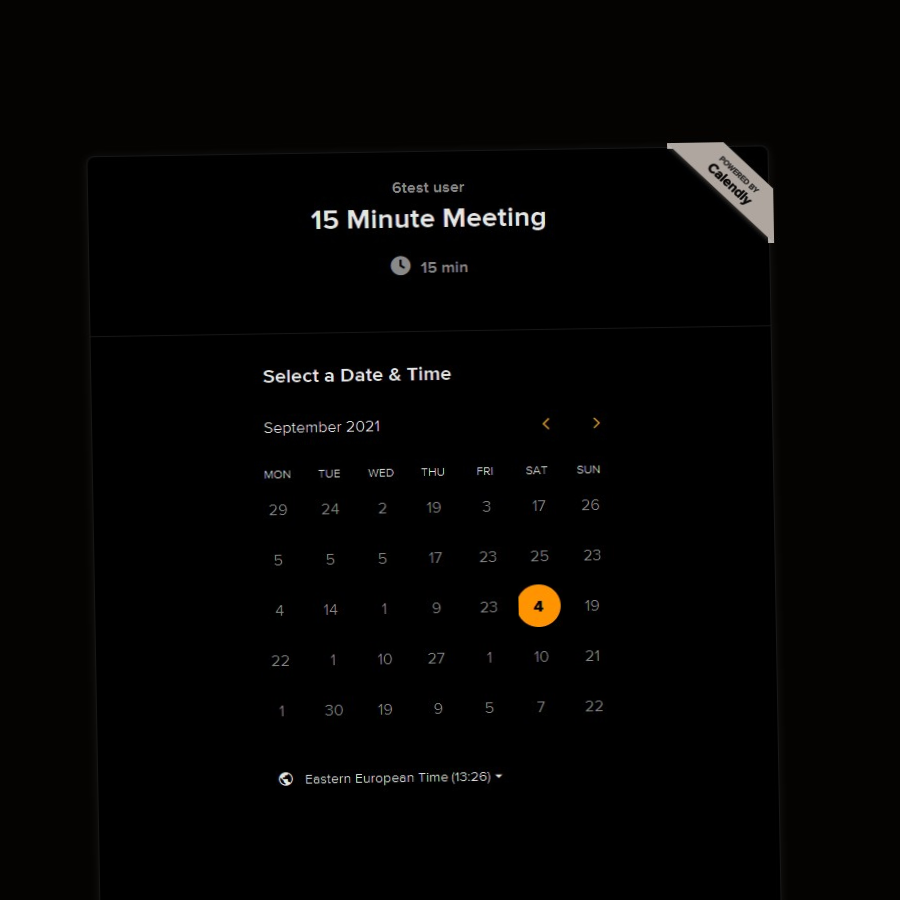 POWERED BY
Calendly
6test user
15 Minute Meeting
15 min
Select a Date & Time
September 2021
MON TUE WED THU FRI SAT SUN
29 24 2 19 3 17 26
5 5 5 17 23 25 23
4 14 1 9 23 4 19
22 1 10 27 1 10 21
1 30 19 9 5 7 22
Eastern European Time (13:26)